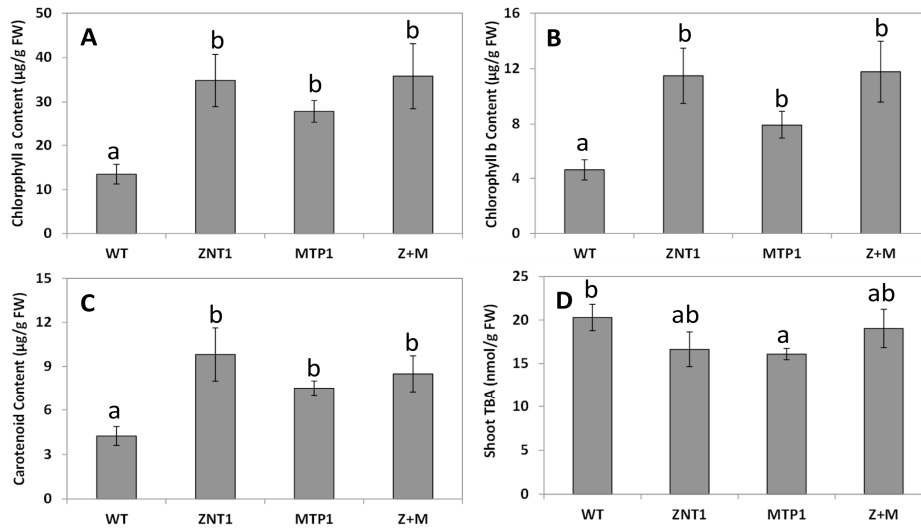 A
Chlorpphyll a Content (µg/g FW)
50
40
30
20
10
0
a
b
b
b
WT ZNT1 MTP1 Z+M
B
Chlorophyll b Content (µg/g FW)
16
12
8
4
0
a
b
b
b
WT ZNT1 MTP1 Z+M
C
Carotenoid Content (µg/g FW)
15
12
9
6
3
0
a
b
b
b
WT ZNT1 MTP1 Z+M
D
Shoot TBA (nmol/g FW)
25
20
15
10
5
0
b
ab
a
ab
WT ZNT1 MTP1 Z+M